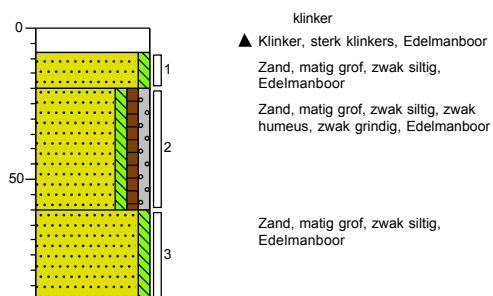 klinker
0
Klinker, sterk klinkers, Edelmanboor
1
Zand, matig grof, zwak siltig,
Edelmanboor
Zand, matig grof, zwak siltig, zwak
humeus, zwak grindig, Edelmanboor
2
50
Zand, matig grof, zwak siltig,
Edelmanboor
3